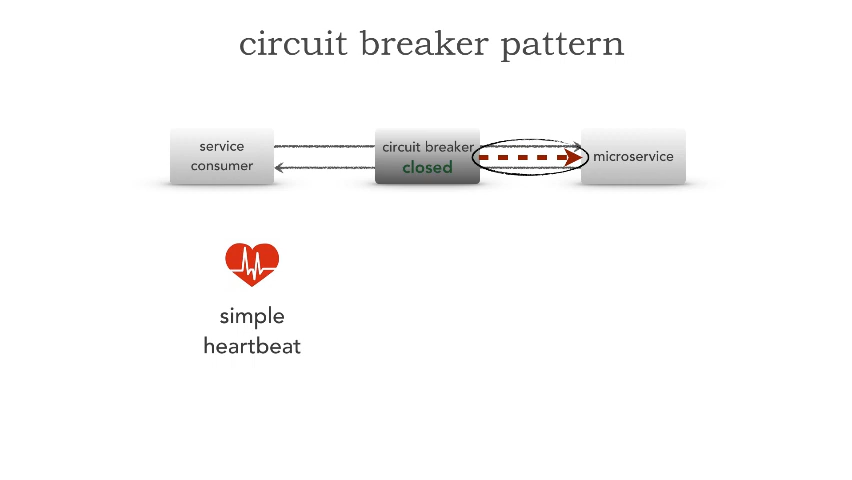 circuit breaker pattern
service
consumer
circuit breaker
closed
microservice
simple
heartbeat